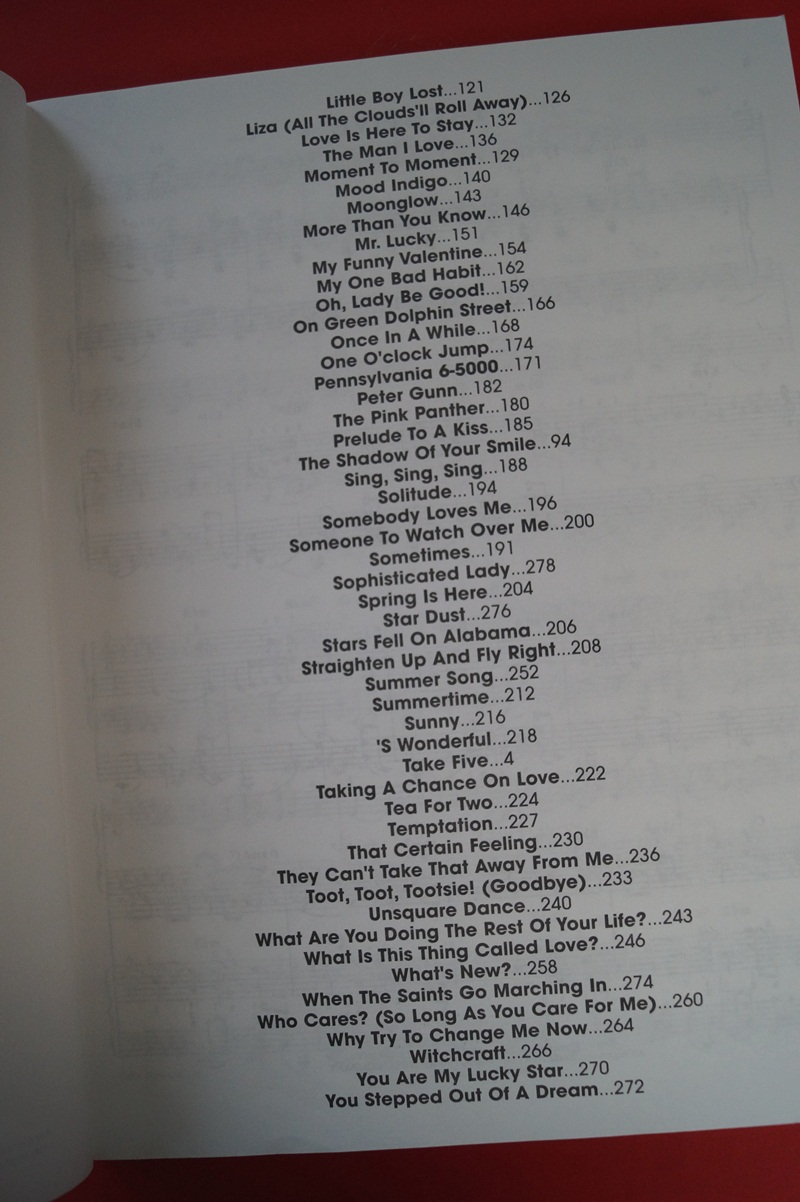 Little Boy Lost...121
Liza (All The Clouds'll Roll Away)...126
Love Is Here To Stay...132
The Man I Love...136
Moment To Moment...129
Mood Indigo...140
Moonglow...143
More Than You Know...146
Mr. Lucky...151
My Funny Valentine...154
My One Bad Habit...162
Oh, Lady Be Good!...159
On Green Dolphin Street...166
Once In A While...168
One O'clock Jump...174
Pennsylvania 6-5000...171
Peter Gunn...182
The Pink Panther...180
Prelude To A Kiss...185
The Shadow Of Your Smile...94
Sing, Sing, Sing...188
Solitude...194
Somebody Loves Me...196
Someone To Watch Over Me...200
Sometimes...191
Sophisticated Lady...278
Spring Is Here...204
Star Dust...276
Stars Fell On Alabama...206
Straighten Up And Fly Right...208
Summer Song...252
Summertime...212
Sunny...216
'S Wonderful...218
Take Five...4
Taking A Chance On Love...222
Tea For Two...224
Temptation...227
That Certain Feeling...230
They Can't Take That Away From Me...236
Toot, Toot, Tootsie! (Goodbye)...233
Unsquare Dance...240
What Are You Doing The Rest Of Your Life?...243
What Is This Thing Called Love?...246
What's New?...258
When The Saints Go Marching In...274
Who Cares? (So Long As You Care For Me)...260
Why Try To Change Me Now...264
Witchcraft...266
You Are My Lucky Star...270
You Stepped Out Of A Dream...272